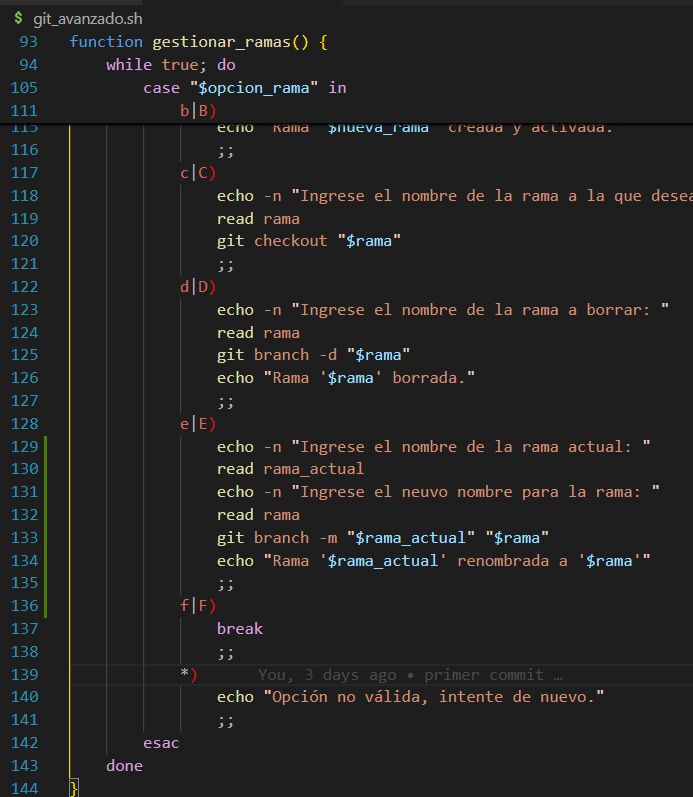 $ git_avanzado.sh
93 function gestionar_ramas() {
94 while true; do
105 case "$opcion_rama" in
111 b|B)
115 echo "Rama '$nueva_rama' creada y activada."
116 ;;
117 c|C)
118 echo -n "Ingrese el nombre de la rama a la que dese
119 read rama
120 git checkout "$rama"
121 ;;
122 d|D)
123 echo -n "Ingrese el nombre de la rama a borrar: "
124 read rama
125 git branch -d "$rama"
126 echo "Rama '$rama' borrada."
127 ;;
128 e|E)
129 echo -n "Ingrese el nombre de la rama actual: "
130 read rama_actual
131 echo -n "Ingrese el neuvo nombre para la rama: "
132 read rama
133 git branch -m "$rama_actual" "$rama"
134 echo "Rama '$rama_actual' renombrada a '$rama'"
135 ;;
136 f|F)
137 break
138 ;;
139 *) You, 3 days ago • primer commit …
140 echo "Opción no válida, intente de nuevo."
141 ;;
142 esac
143 done
144 }